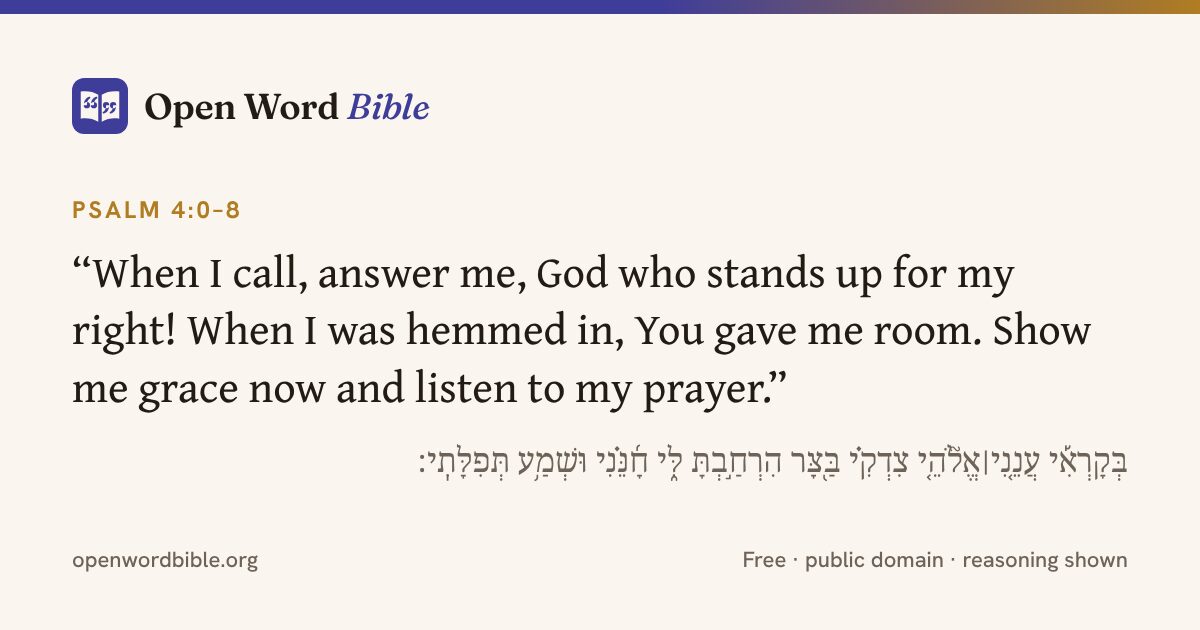 Open Word Bible
PSALM 4:0–8
“When I call, answer me, God who stands up for my
right! When I was hemmed in, You gave me room. Show
me grace now and listen to my prayer.”
בְּקׇרְאִ֡י עֲנֵ֤נִי׀אֱלֹ֘הֵ֤י צִדְקִ֗י בַּ֭צָּר הִרְחַ֣בְתָּ לִּ֑י חׇ֝נֵּ֗נִי וּשְׁמַ֥ע תְּפִלָּתִֽי׃
openwordbible.org
Free · public domain · reasoning shown